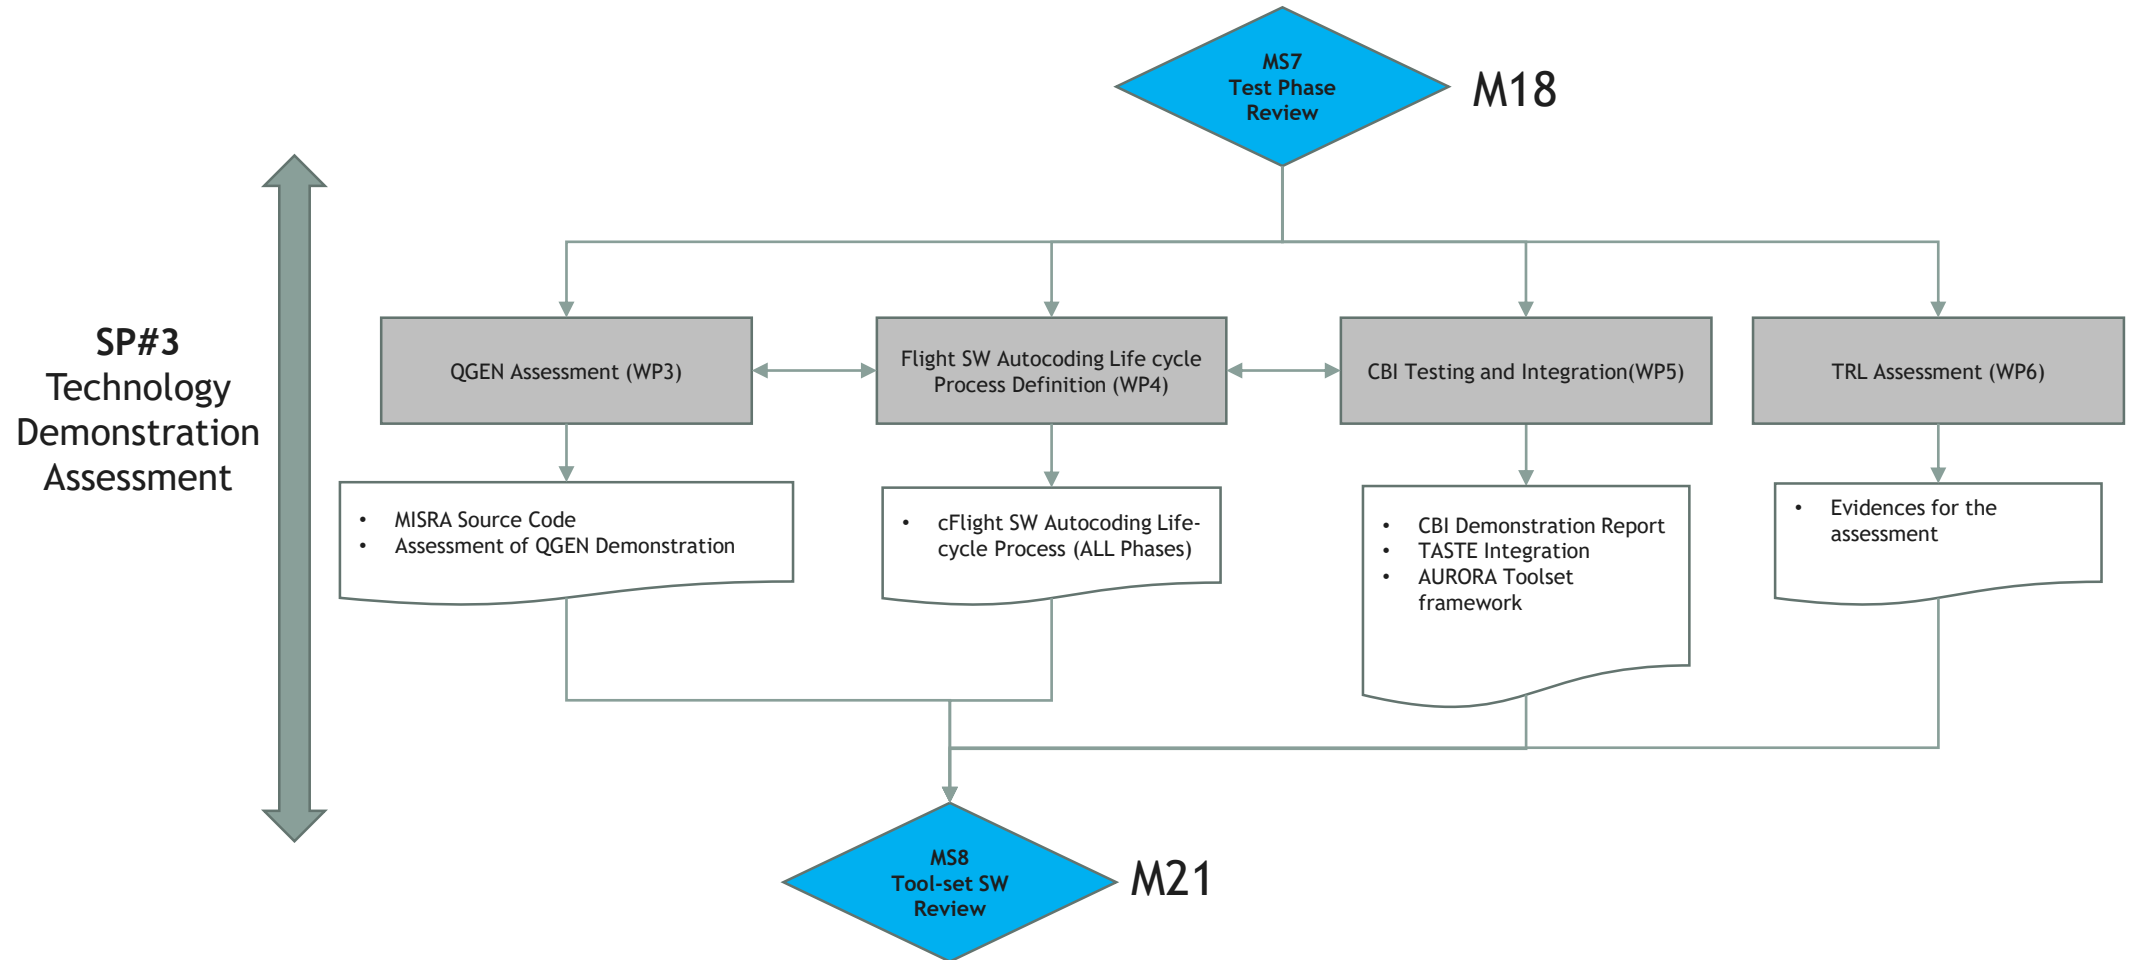 MS7
Test Phase
Review
M18
SP#3
Technology
Demonstration
Assessment
QGEN Assessment (WP3)
Flight SW Autocoding Life cycle
Process Definition (WP4)
CBI Testing and Integration(WP5)
TRL Assessment (WP6)
• MISRA Source Code
• Assessment of QGEN Demonstration
• cFlight SW Autocoding Life-
cycle Process (ALL Phases)
• CBI Demonstration Report
• TASTE Integration
• AURORA Toolset
framework
• Evidences for the
assessment
MS8
Tool-set SW
Review
M21